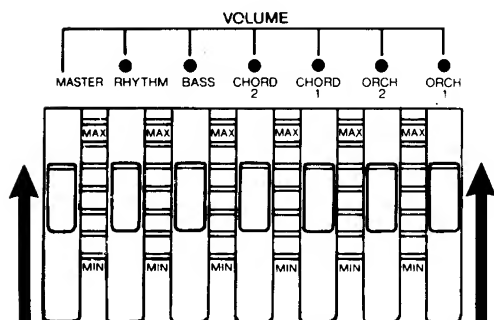 VOLUME
MASTER RHYTHM BASS CHORD 2 CHORD 1 ORCH 2 ORCH 1
MAX MAX MAX MAX MAX MAX
MIN MIN MIN MIN MIN MIN